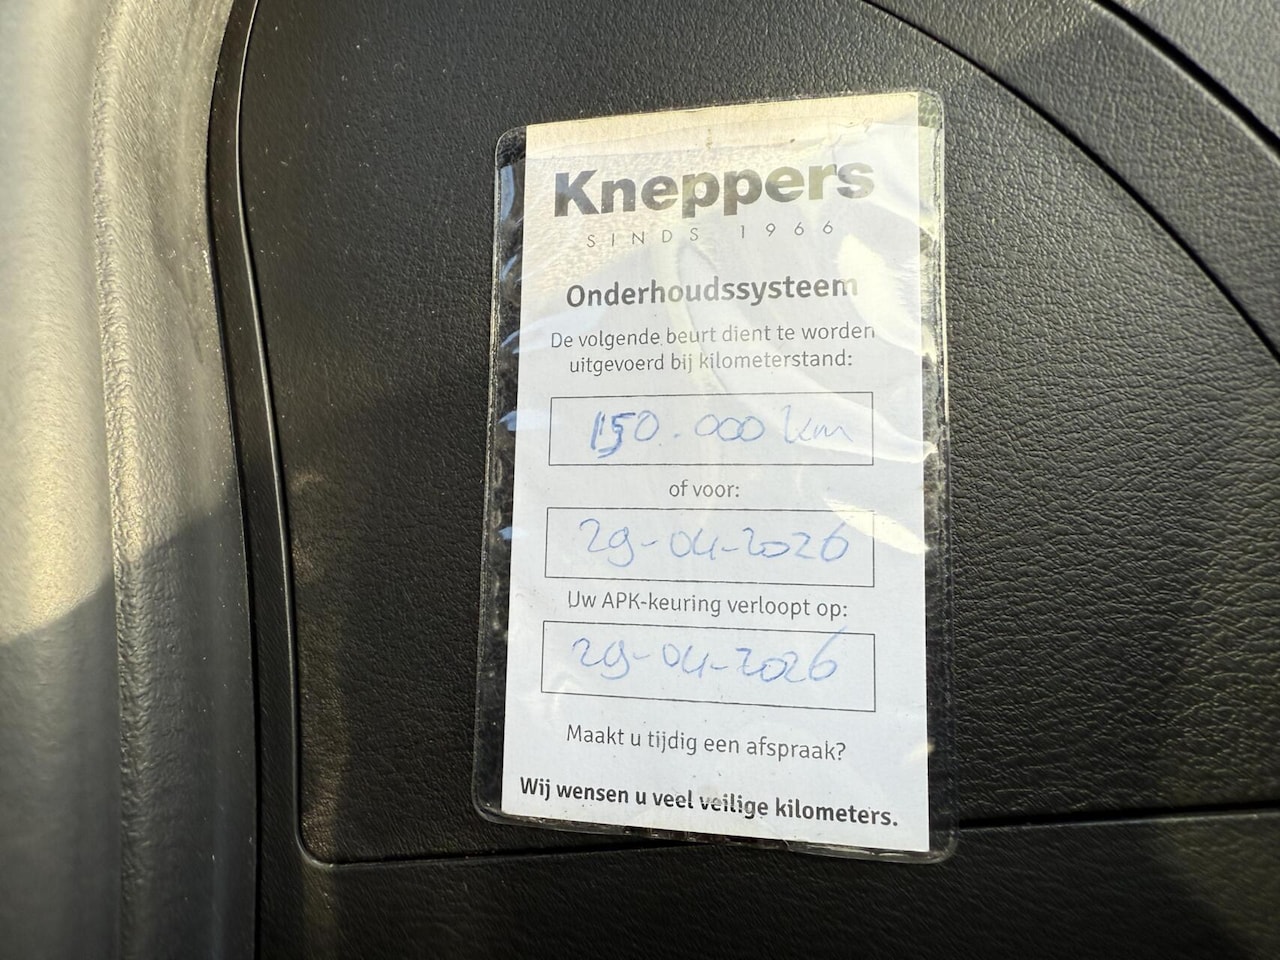 Kneppers
SINDS 1966
Onderhoudssysteem
De volgende beurt dient te worden
uitgevoerd bij kilometerstand:
150.000 km
of voor:
29-04-2026
Uw APK-keuring verloopt op:
29-04-2026
Maakt u tijdig een afspraak?
Wij wensen u veel veilige kilometers.